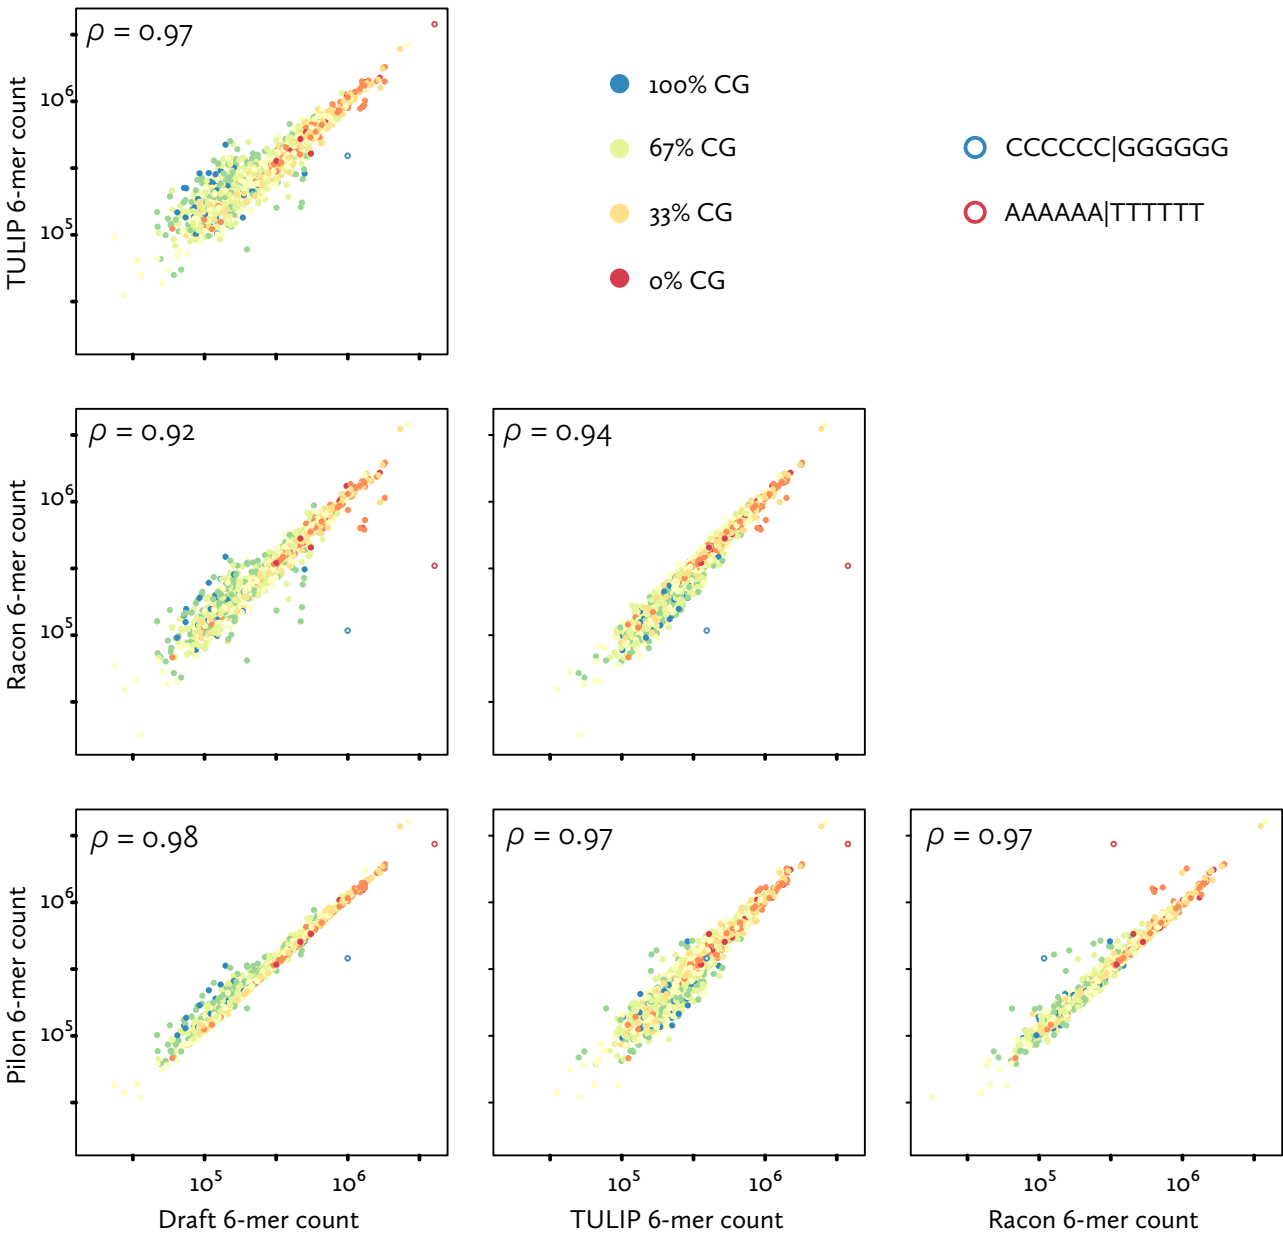 ρ = 0.97
TULIP 6-mer count
10⁶
10⁵
100% CG
67% CG
33% CG
0% CG
CCCCCC|GGGGGG
AAAAAA|TTTTTT
ρ = 0.92
Racon 6-mer count
10⁶
10⁵
ρ = 0.94
ρ = 0.98
Pilon 6-mer count
10⁶
10⁵
10⁵ 10⁶
Draft 6-mer count
ρ = 0.97
10⁵ 10⁶
TULIP 6-mer count
ρ = 0.97
10⁵ 10⁶
Racon 6-mer count